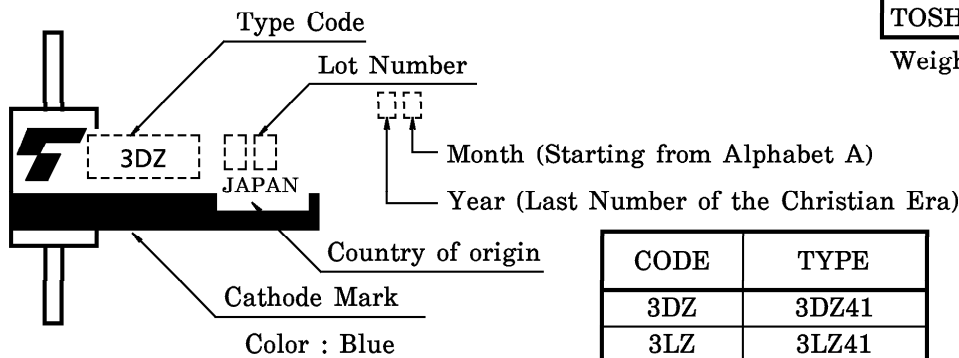 Type Code
TOSH
Weigh
Lot Number
3DZ
JAPAN
Month (Starting from Alphabet A)
Year (Last Number of the Christian Era)
Country of origin
Cathode Mark
Color : Blue
CODE TYPE
3DZ 3DZ41
3LZ 3LZ41